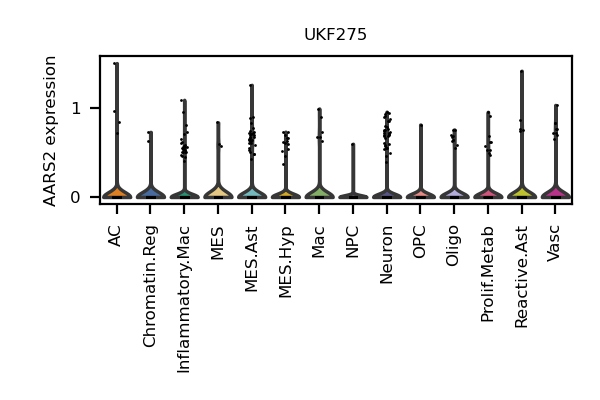 UKF275
AARS2 expression
1
0
AC
Chromatin.Reg
Inflammatory.Mac
MES
MES.Ast
MES.Hyp
Mac
NPC
Neuron
OPC
Oligo
Prolif.Metab
Reactive.Ast
Vasc